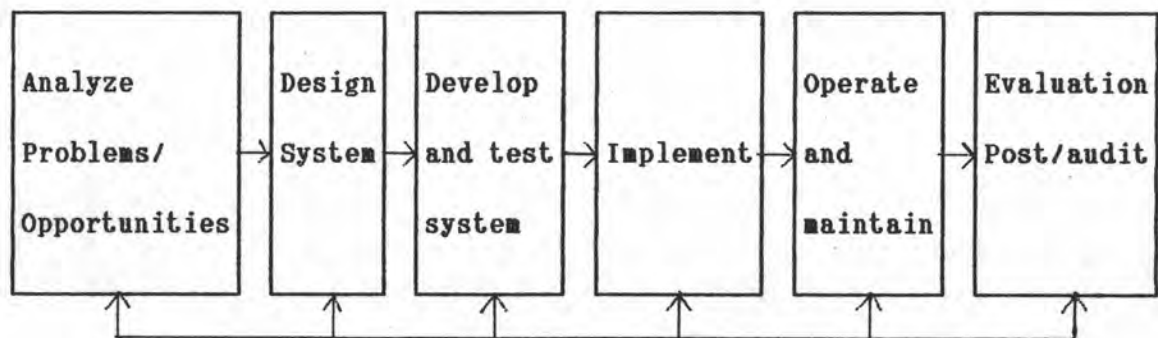 Analyze
Problems/
Opportunities
Design
System
Develop
and test
system
Implement
Operate
and
maintain
Evaluation
Post/audit